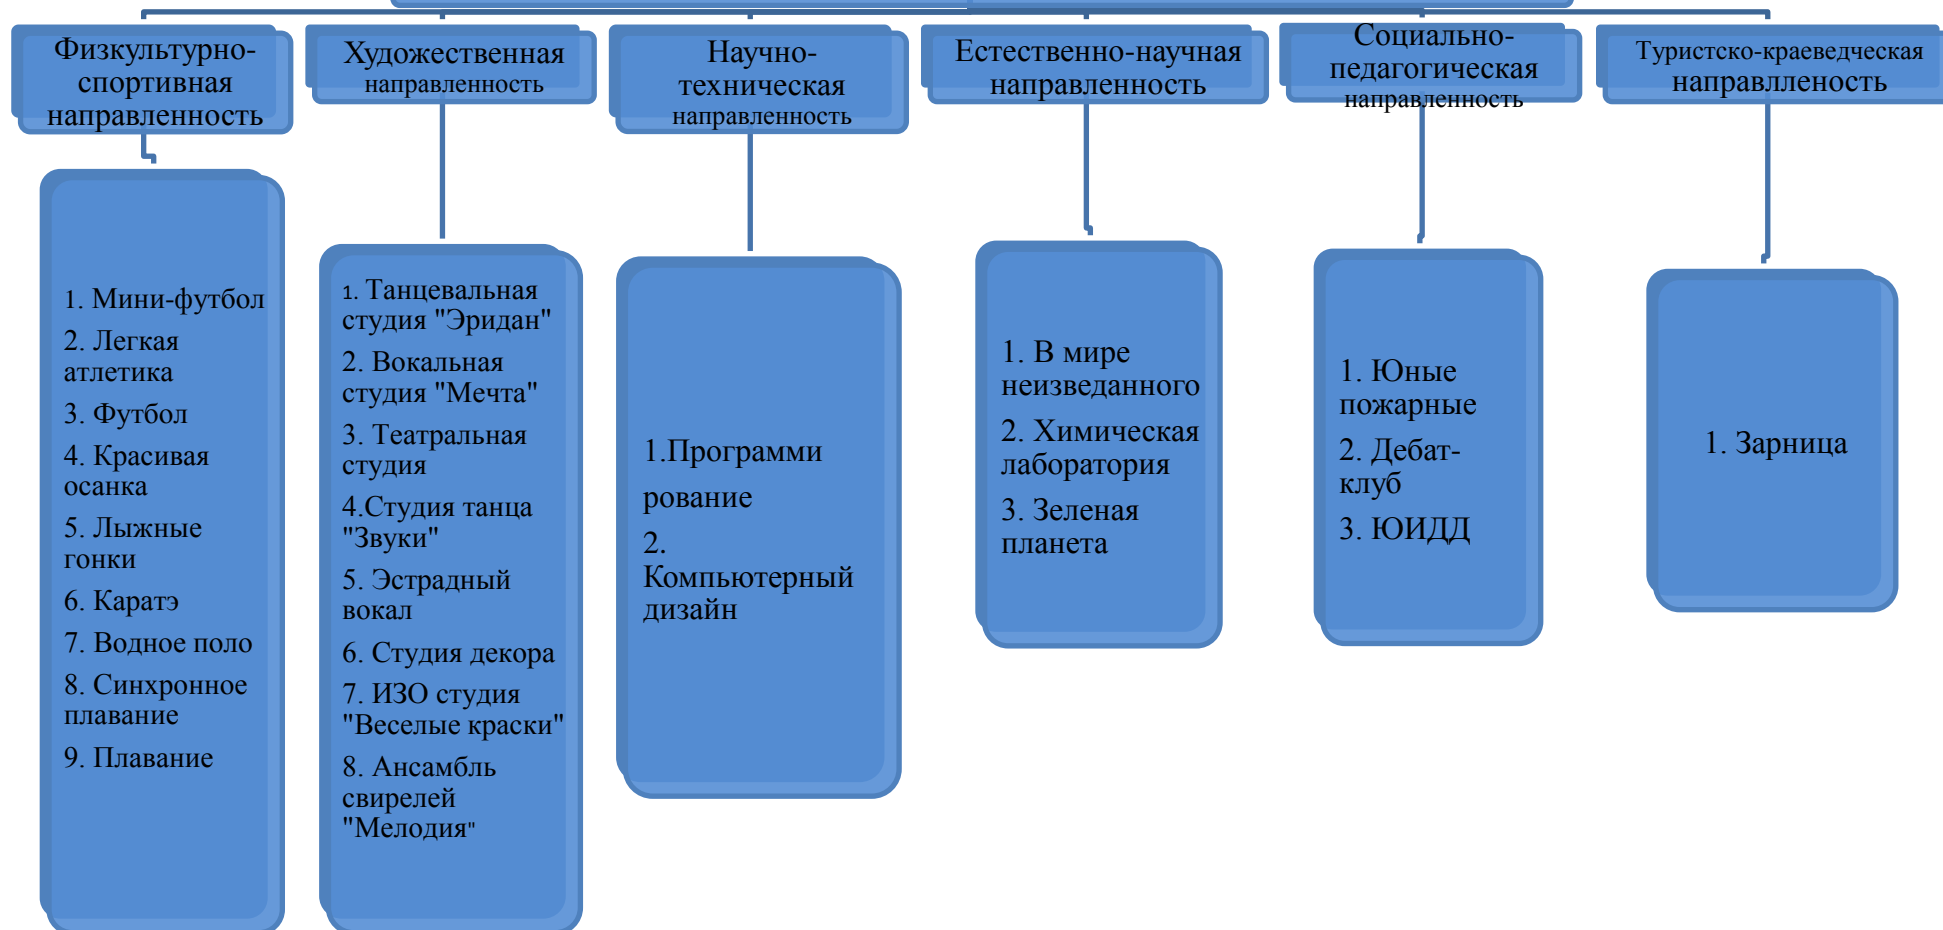 Физкультурно-
спортивная
направленность
Художественная
направленность
Научно-
техническая
направленность
Естественно-научная
направленность
Социально-
педагогическая
направленность
Туристско-краеведческая
направлленость
1. Мини-футбол
2. Легкая
атлетика
3. Футбол
4. Красивая
осанка
5. Лыжные
гонки
6. Каратэ
7. Водное поло
8. Синхронное
плавание
9. Плавание
1. Танцевальная
студия "Эридан"
2. Вокальная
студия "Мечта"
3. Театральная
студия
4.Студия танца
"Звуки"
5. Эстрадный
вокал
6. Студия декора
7. ИЗО студия
"Веселые краски"
8. Ансамбль
свирелей
"Мелодия"
1.Программи
рование
2.
Компьютерный
дизайн
1. В мире
неизведанного
2. Химическая
лаборатория
3. Зеленая
планета
1. Юные
пожарные
2. Дебат-
клуб
3. ЮИДД
1. Зарница